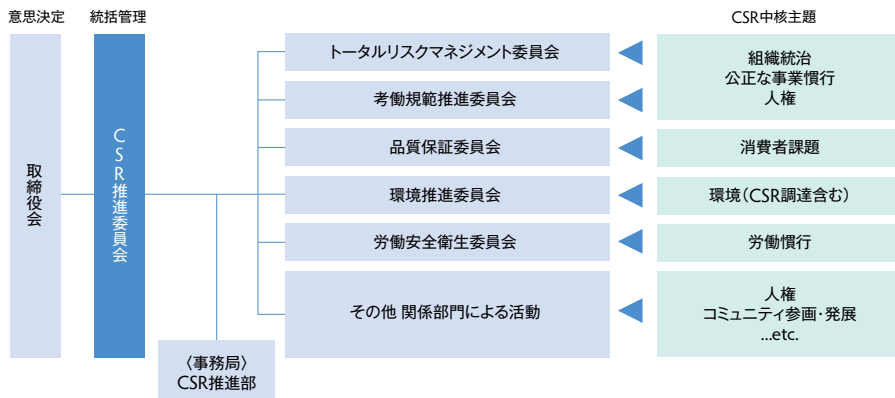 意思決定
統括管理
CSR中核主題
取締役会
CSR推進委員会
〈事務局〉
CSR推進部
トータルリスクマネジメント委員会
考働規範推進委員会
品質保証委員会
環境推進委員会
労働安全衛生委員会
その他 関係部門による活動
組織統治
公正な事業慣行
人権
消費者課題
環境（CSR調達含む）
労働慣行
人権
コミュニティ参画・発展
...etc.